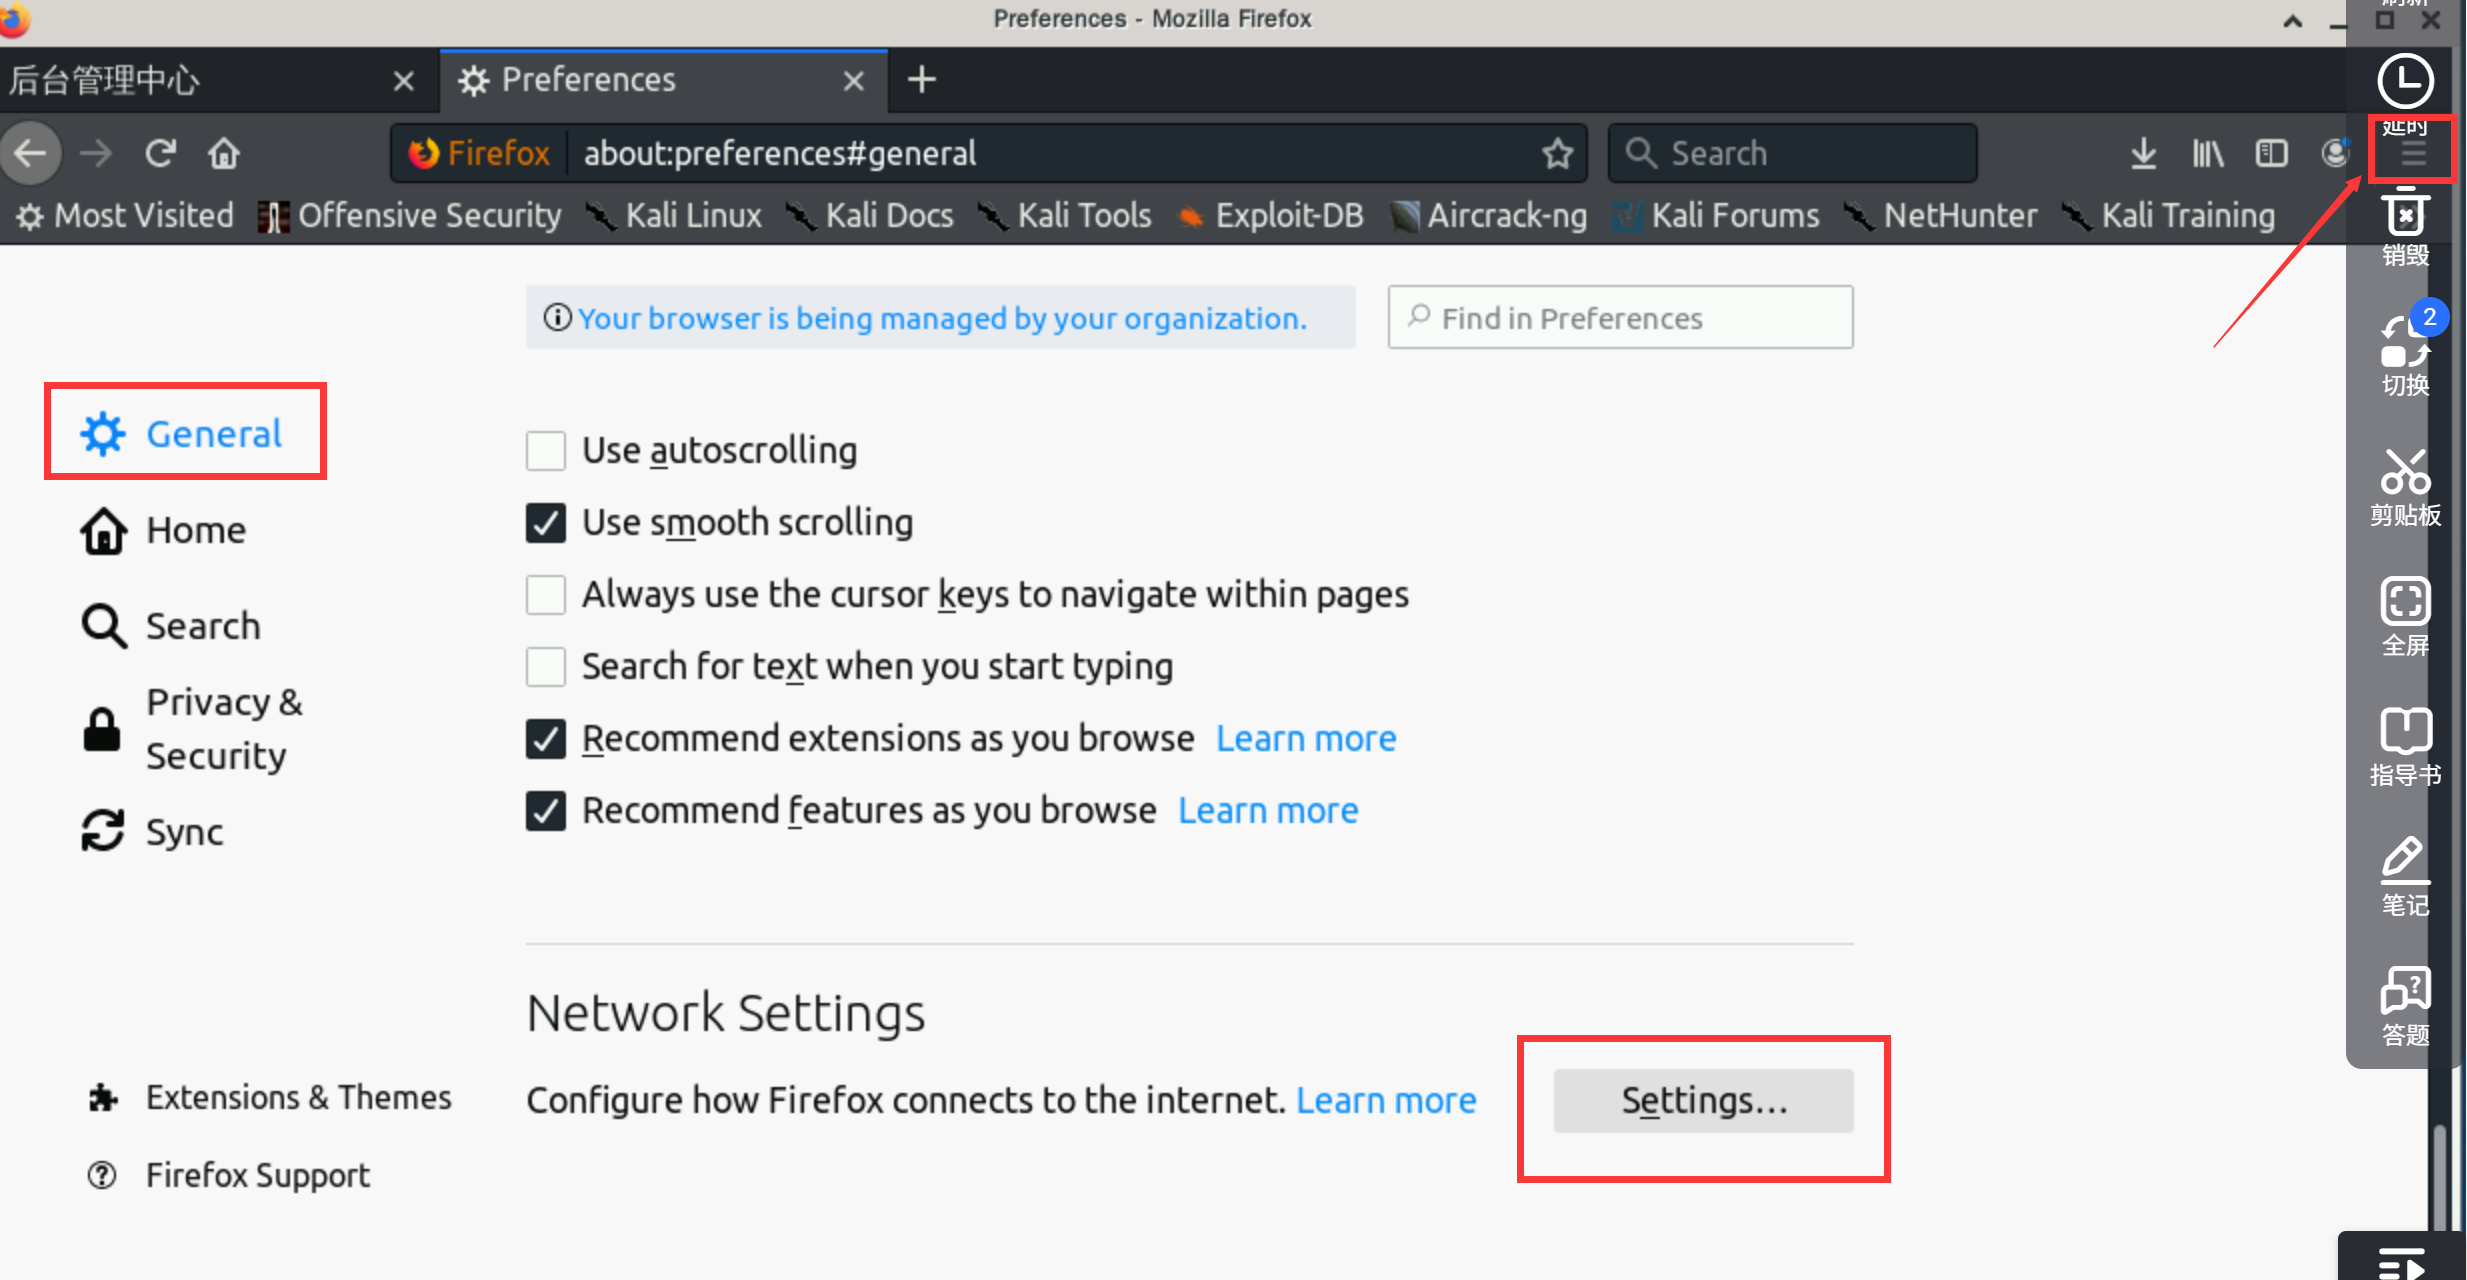 Preferences - Mozilla Firefox
刷新
后台管理中心
Preferences
延时
Firefox
about:preferences#general
Search
Most Visited
Offensive Security
Kali Linux
Kali Docs
Kali Tools
Exploit-DB
Aircrack-ng
Kali Forums
NetHunter
Kali Training
销毁
Your browser is being managed by your organization.
Find in Preferences
2
切换
General
Home
Search
Privacy &
Security
Sync
Extensions & Themes
Firefox Support
Use autoscrolling
Use smooth scrolling
Always use the cursor keys to navigate within pages
Search for text when you start typing
Recommend extensions as you browse Learn more
Recommend features as you browse Learn more
Network Settings
Configure how Firefox connects to the internet. Learn more
Settings...
剪贴板
全屏
指导书
笔记
答题